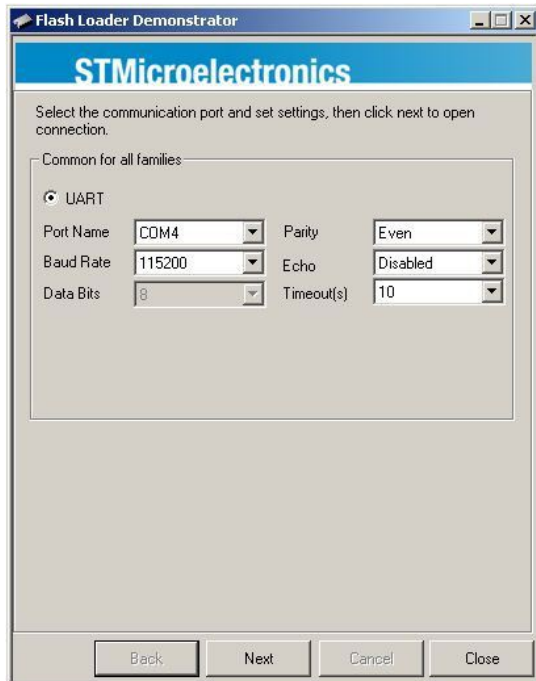 Flash Loader Demonstrator
STMicroelectronics
Select the communication port and set settings, then click next to open
connection.
Common for all families
UART
Port Name COM4 Parity Even
Baud Rate 115200 Echo Disabled
Data Bits 8 Timeout(s) 10
Back Next Cancel Close